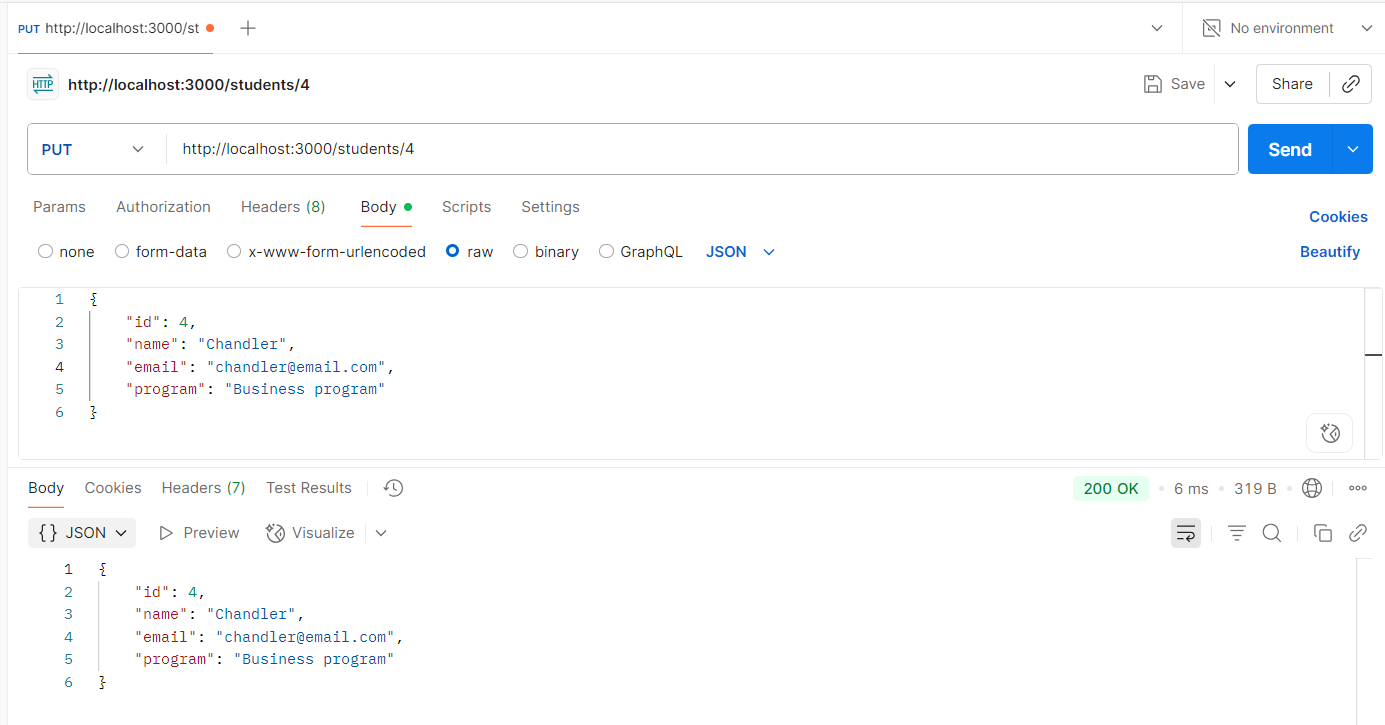 PUT http://localhost:3000/st
No environment
HTTP http://localhost:3000/students/4
Save
Share
PUT http://localhost:3000/students/4
Send
Params Authorization Headers (8) Body Scripts Settings
Cookies
none form-data x-www-form-urlencoded raw binary GraphQL JSON
Beautify
1 {
2 "id": 4,
3 "name": "Chandler",
4 "email": "chandler@email.com",
5 "program": "Business program"
6 }
Body Cookies Headers (7) Test Results
200 OK 6 ms 319 B
{} JSON Preview Visualize
1 {
2 "id": 4,
3 "name": "Chandler",
4 "email": "chandler@email.com",
5 "program": "Business program"
6 }